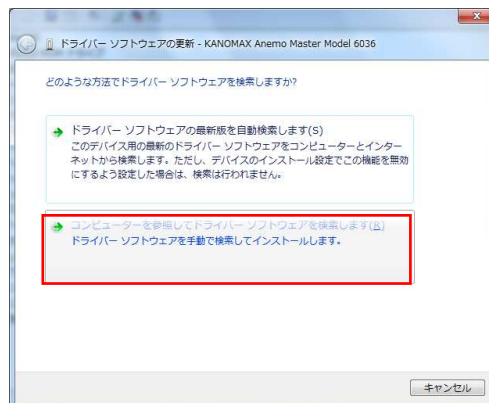 ドライバー ソフトウェアの更新 - KANOMAX Anemo Master Model 6036
どのような方法でドライバー ソフトウェアを検索しますか?
ドライバー ソフトウェアの最新版を自動検索します(S)
このデバイス用の最新のドライバー ソフトウェアをコンピューターとインター
ネットから検索します。ただし、デバイスのインストール設定でこの機能を無効
にするよう設定した場合は、検索は行われません。
コンピューターを参照してドライバー ソフトウェアを検索します(R)
ドライバー ソフトウェアを手動で検索してインストールします。
キャンセル